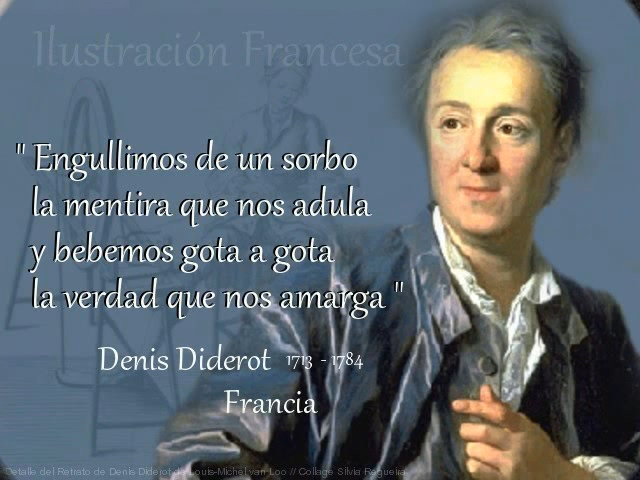 Ilustración Francesa
" Engullimos de un sorbo
la mentira que nos adula
y bebemos gota a gota
la verdad que nos amarga "
Denis Diderot 1713 - 1784
Francia
Detalle del Retrato de Denis Diderot de Louis-Michel van Loo // Collage Silvia Regueira